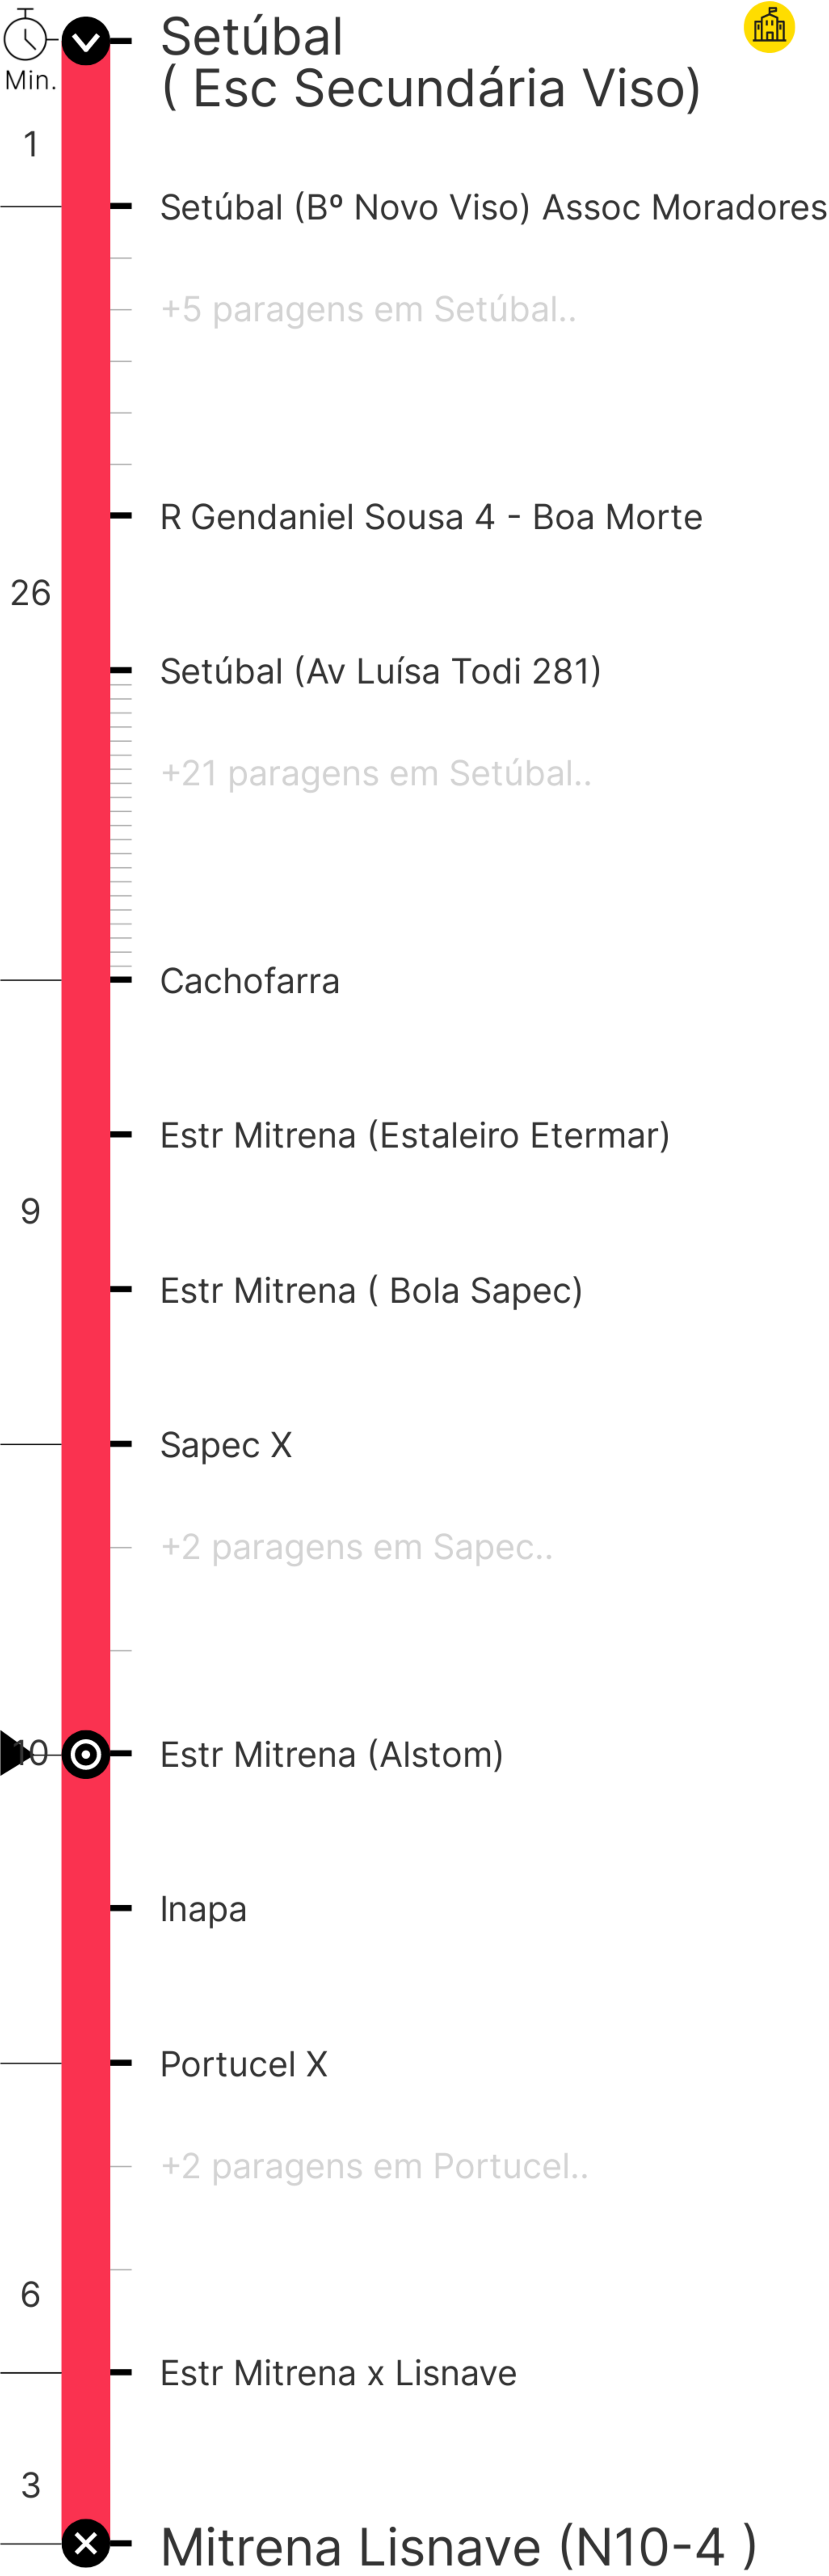 Setúbal
( Esc Secundária Viso)
Min.
1
Setúbal (Bº Novo Viso) Assoc Moradores
+5 paragens em Setúbal..
R Gendaniel Sousa 4 - Boa Morte
26
Setúbal (Av Luísa Todi 281)
+21 paragens em Setúbal..
Cachofarra
Estr Mitrena (Estaleiro Etermar)
9
Estr Mitrena ( Bola Sapec)
Sapec X
+2 paragens em Sapec..
10
Estr Mitrena (Alstom)
Inapa
Portucel X
+2 paragens em Portucel..
6
Estr Mitrena x Lisnave
3
Mitrena Lisnave (N10-4 )